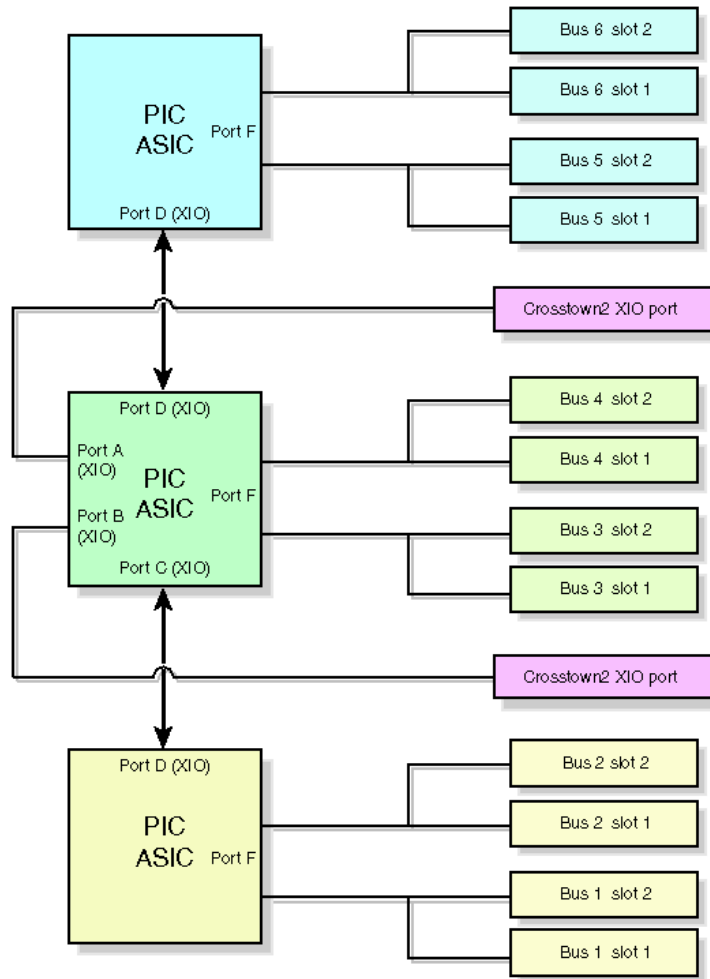 Bus 6 slot 2
Bus 6 slot 1
PIC
ASIC
Port F
Bus 5 slot 2
Bus 5 slot 1
Port D (XIO)
Crosstown2 XIO port
Port D (XIO)
Bus 4 slot 2
Port A
(XIO)
Bus 4 slot 1
PIC
ASIC
Port F
Port B
(XIO)
Bus 3 slot 2
Port C (XIO)
Bus 3 slot 1
Crosstown2 XIO port
Port D (XIO)
Bus 2 slot 2
Bus 2 slot 1
PIC
ASIC
Port F
Bus 1 slot 2
Bus 1 slot 1